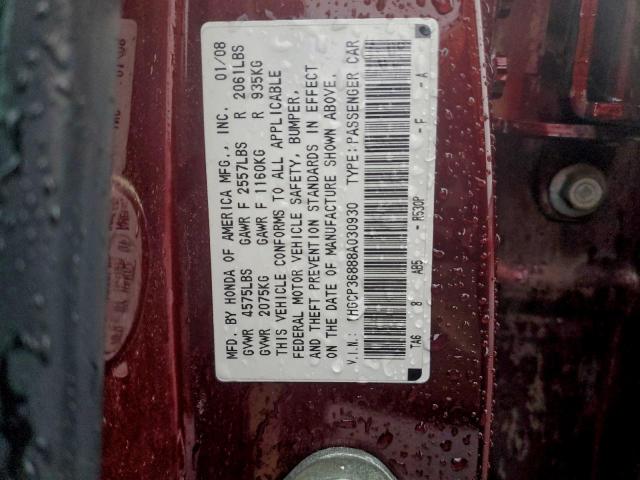 MFD. BY HONDA OF AMERICA MFG., INC. 01/08
GVWR 4575LBS GAWR F 2557LBS R 2061LBS
GVWR 2075KG GAWR F 1160KG R 935KG
THIS VEHICLE CONFORMS TO ALL APPLICABLE
FEDERAL MOTOR VEHICLE SAFETY, BUMPER,
AND THEFT PREVENTION STANDARDS IN EFFECT
ON THE DATE OF MANUFACTURE SHOWN ABOVE.
V.I.N.: 1HGCP36888A030930 TYPE: PASSENGER CAR
TA6 8 AB5 - R530P - F - A